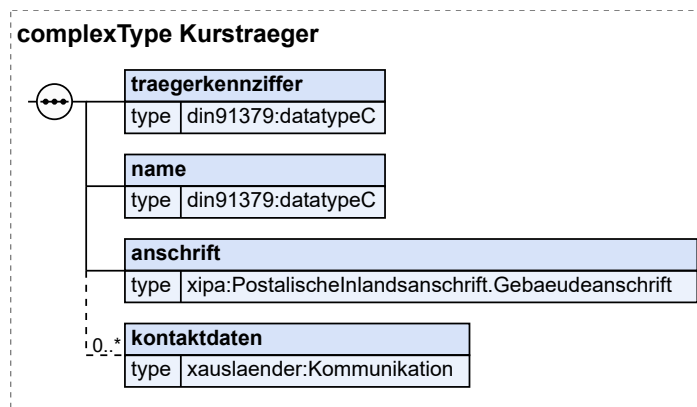 complexType Kurstraeger
traegerkennziffer
type din91379:datatypeC
name
type din91379:datatypeC
anschrift
type xipa:PostalischeInlandsanschrift.Gebaeudeanschrift
0..* kontaktdaten
type xauslaender:Kommunikation